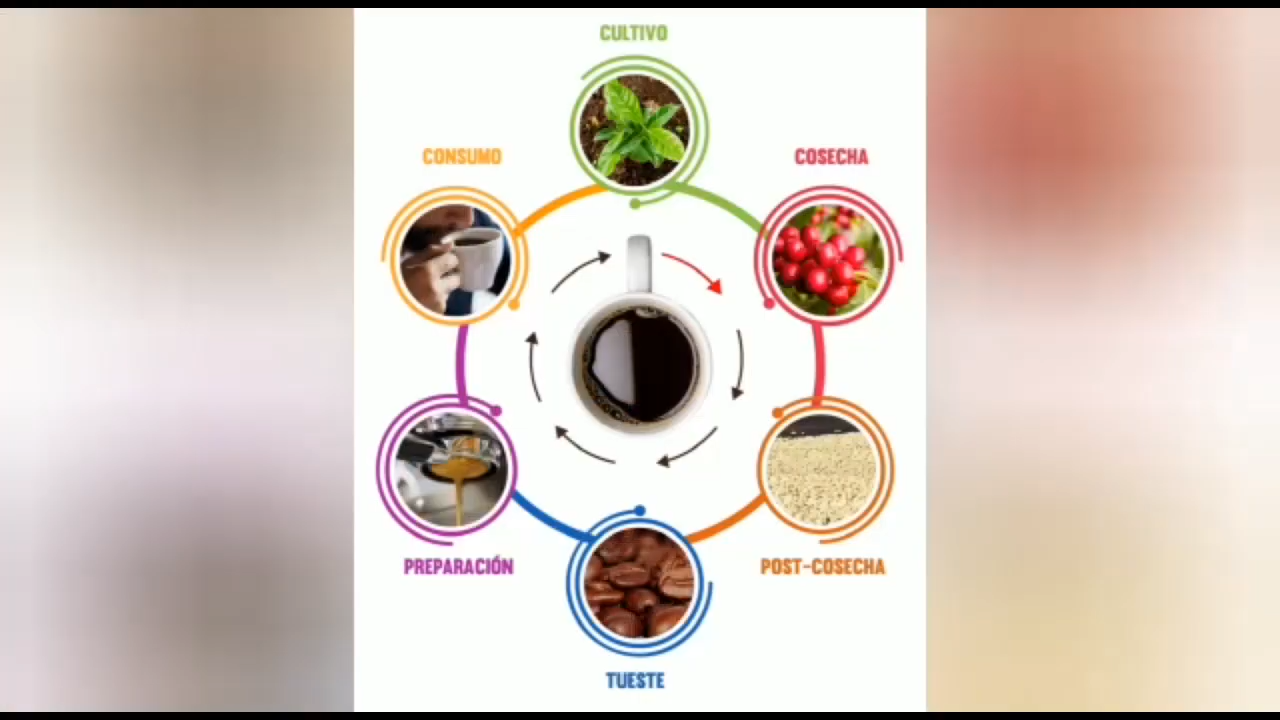 CULTIVO
CONSUMO
COSECHA
PREPARACIÓN
POST-COSECHA
TUESTE